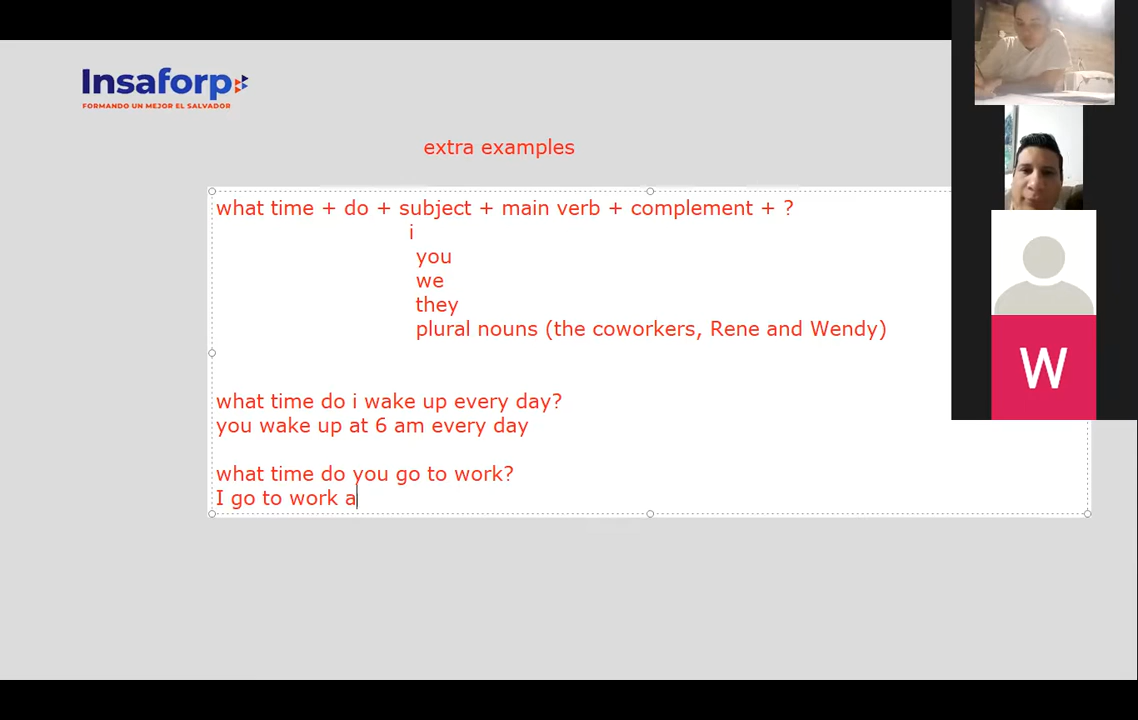 Insaforp
FORMANDO UN MEJOR EL SALVADOR
extra examples
what time + do + subject + main verb + complement + ?
i
you
we
they
plural nouns (the coworkers, Rene and Wendy)
what time do i wake up every day?
you wake up at 6 am every day
what time do you go to work?
I go to work a
W